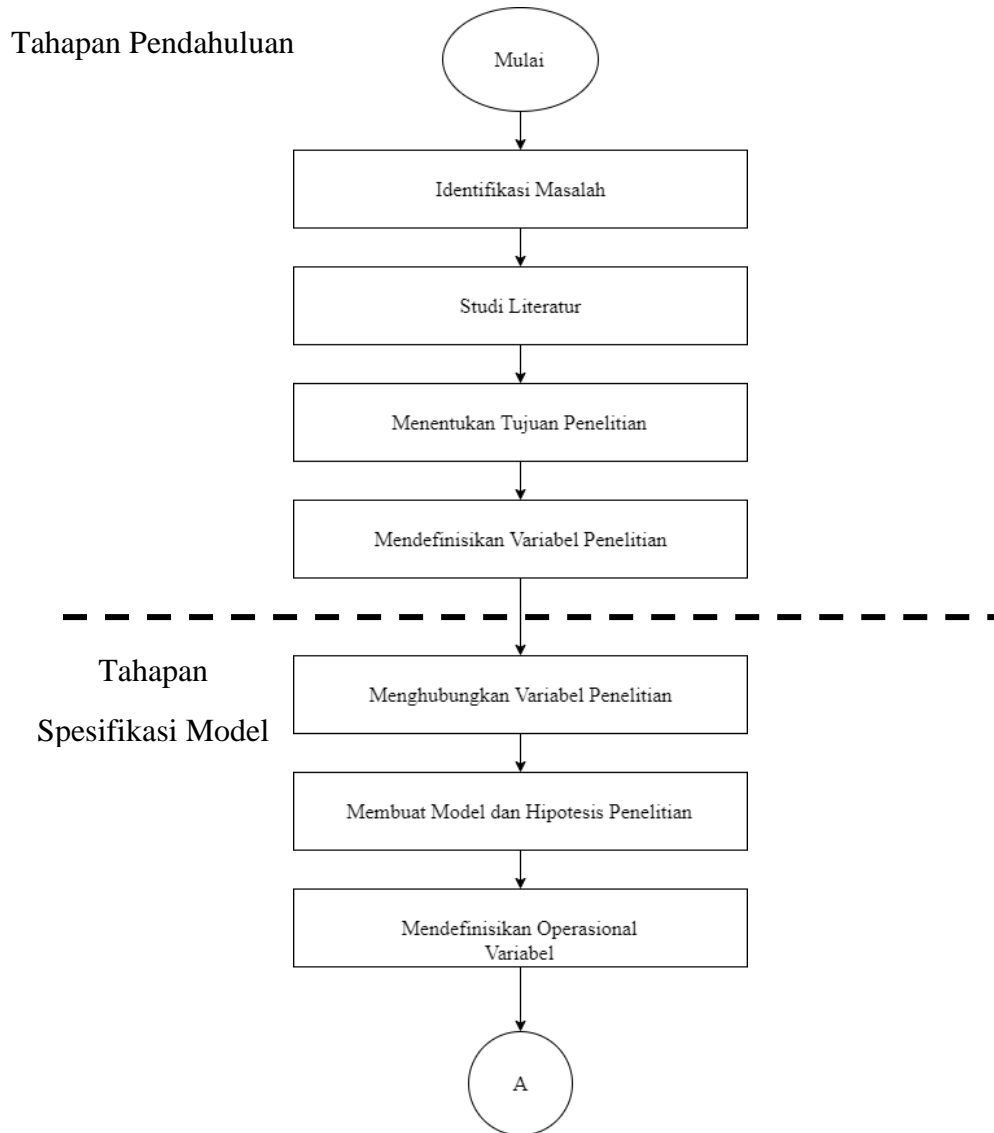 Tahapan Pendahuluan
Mulai
Identifikasi Masalah
Studi Literatur
Menentukan Tujuan Penelitian
Mendefinisikan Variabel Penelitian
Tahapan
Spesifikasi Model
Menghubungkan Variabel Penelitian
Membuat Model dan Hipotesis Penelitian
Mendefinisikan Operasional
Variabel
A